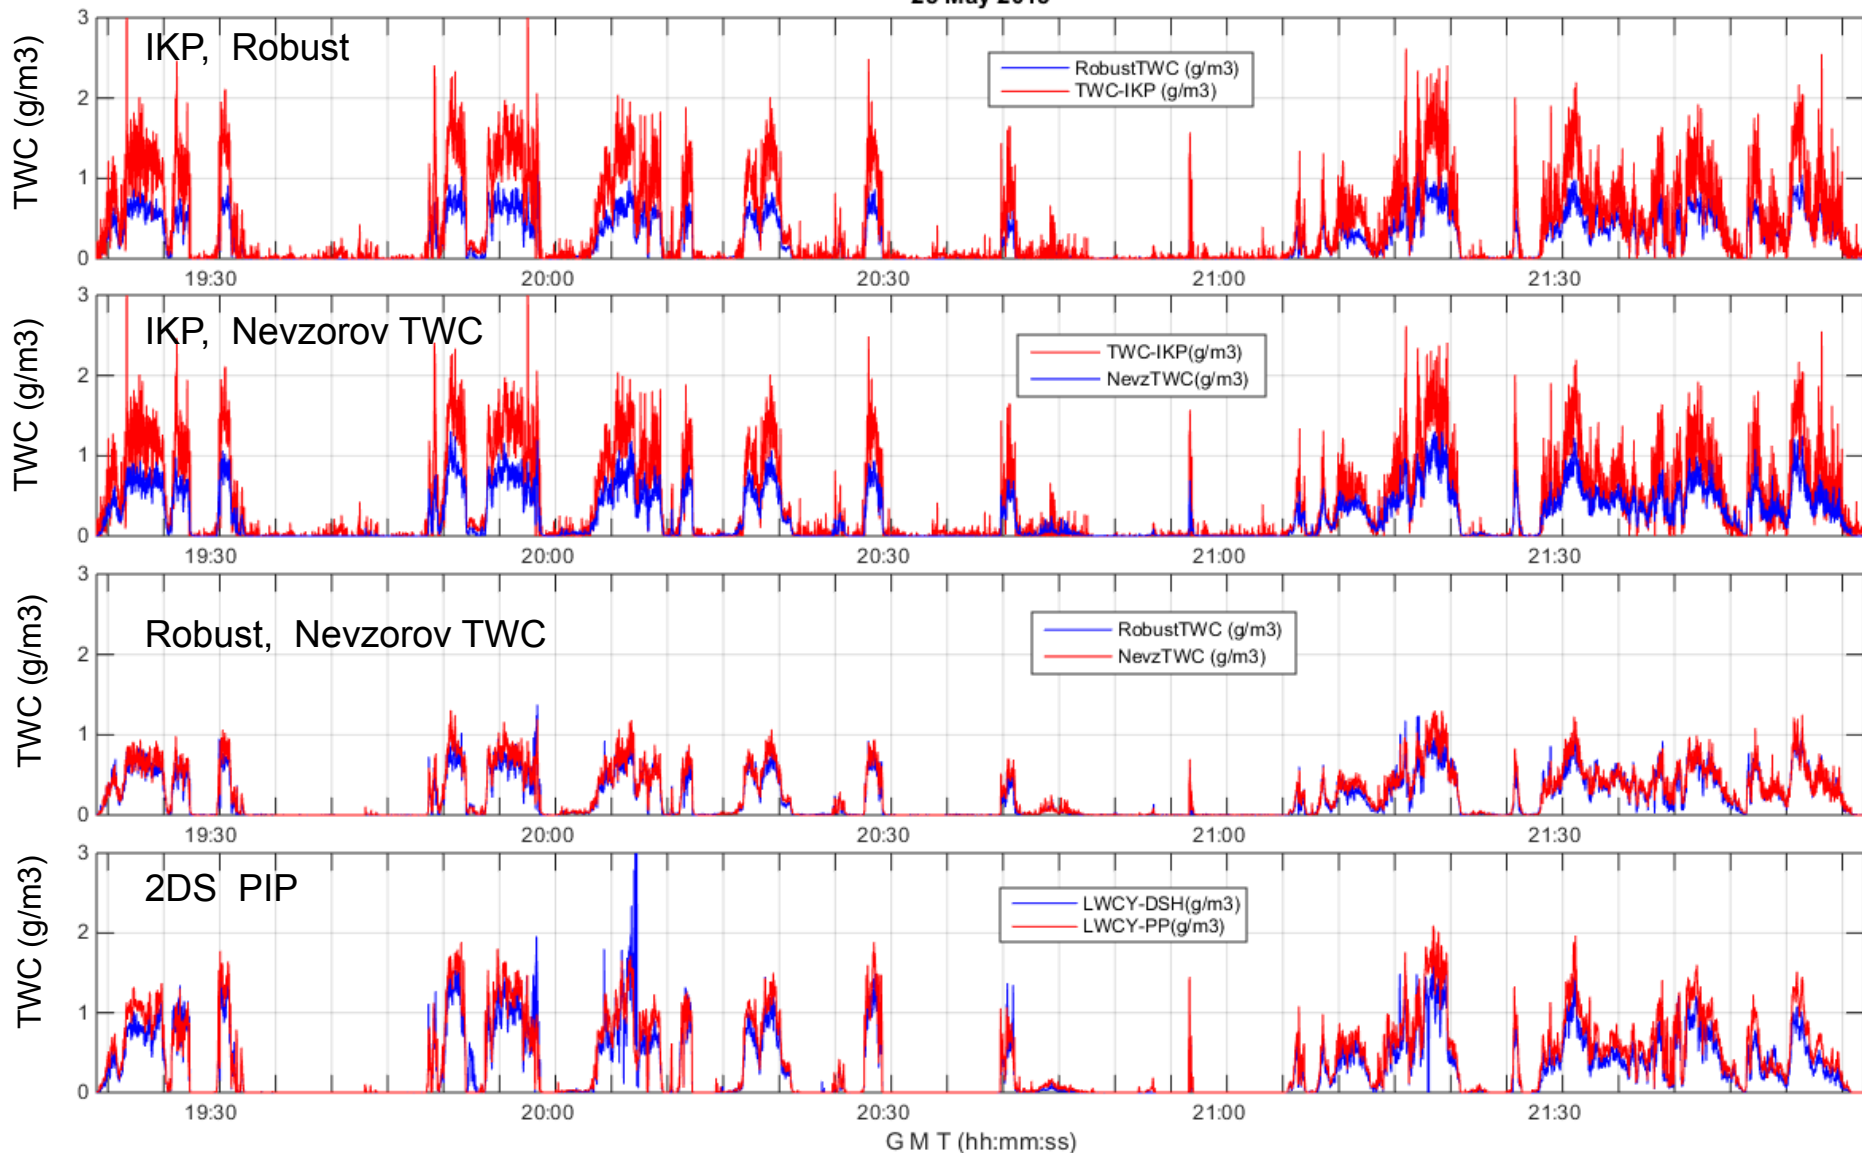 3
IKP, Robust
RobustTWC (g/m3)
TWC-IKP (g/m3)
TWC (g/m3)
2
1
0
19:30 20:00 20:30 21:00 21:30
3
IKP, Nevzorov TWC
TWC-IKP(g/m3)
NevzTWC(g/m3)
TWC (g/m3)
2
1
0
19:30 20:00 20:30 21:00 21:30
3
Robust, Nevzorov TWC
RobustTWC (g/m3)
NevzTWC (g/m3)
TWC (g/m3)
2
1
0
19:30 20:00 20:30 21:00 21:30
3
2DS PIP
LWCY-DSH(g/m3)
LWCY-PP(g/m3)
TWC (g/m3)
2
1
0
19:30 20:00 20:30 21:00 21:30
G M T (hh:mm:ss)